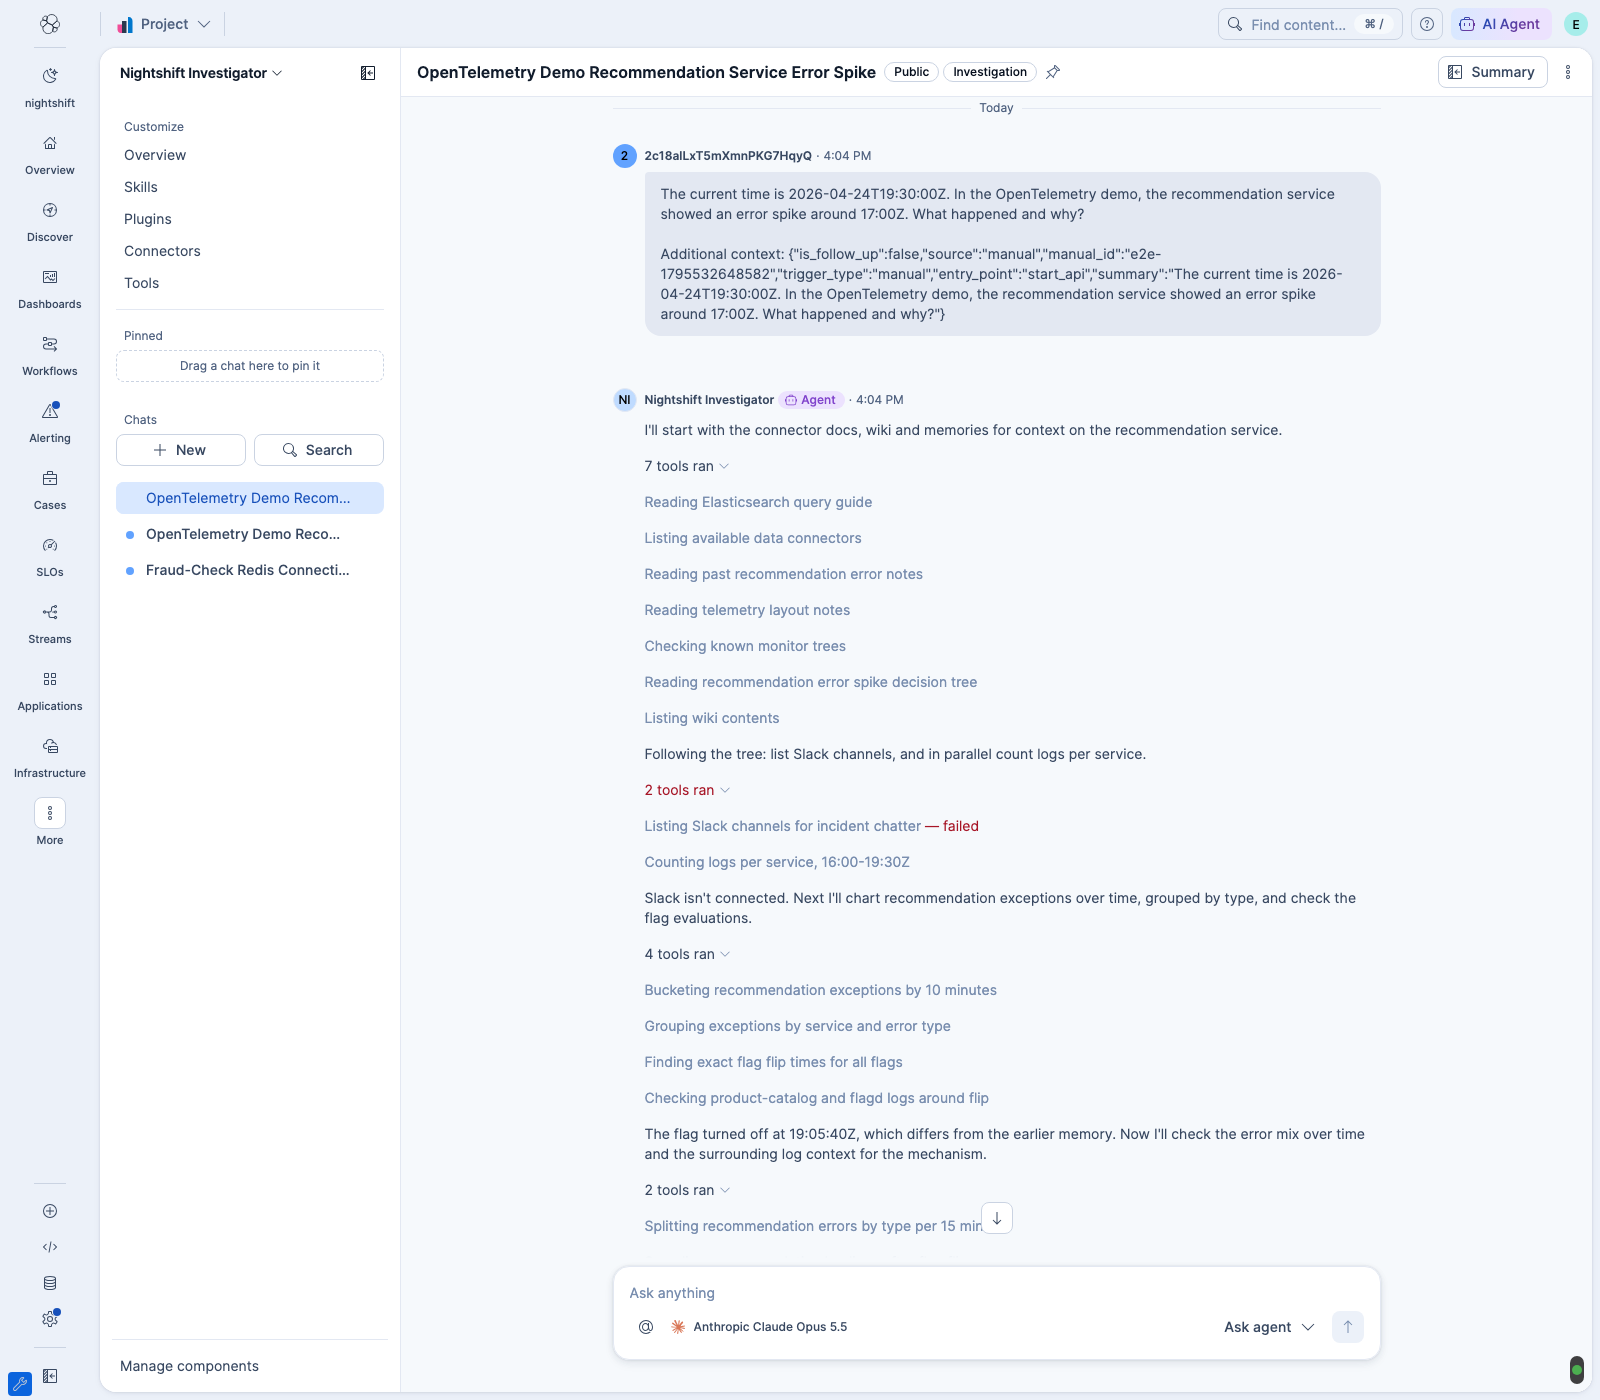 Project
Find content...
⌘ /
AI Agent
E
nightshift
Overview
Discover
Dashboards
Workflows
Alerting
Cases
SLOs
Streams
Applications
Infrastructure
More
Nightshift Investigator
Customize
Overview
Skills
Plugins
Connectors
Tools
Pinned
Drag a chat here to pin it
Chats
New
Search
OpenTelemetry Demo Recom...
OpenTelemetry Demo Reco...
Fraud-Check Redis Connecti...
Manage components
OpenTelemetry Demo Recommendation Service Error Spike
Public
Investigation
Summary
Today
2
2c18alLxT5mXmnPKG7HqyQ · 4:04 PM
The current time is 2026-04-24T19:30:00Z. In the OpenTelemetry demo, the recommendation service
showed an error spike around 17:00Z. What happened and why?
Additional context: {"is_follow_up":false,"source":"manual","manual_id":"e2e-
1795532648582","trigger_type":"manual","entry_point":"start_api","summary":"The current time is 2026-
04-24T19:30:00Z. In the OpenTelemetry demo, the recommendation service showed an error spike
around 17:00Z. What happened and why?"}
NI
Nightshift Investigator Agent · 4:04 PM
I'll start with the connector docs, wiki and memories for context on the recommendation service.
7 tools ran
Reading Elasticsearch query guide
Listing available data connectors
Reading past recommendation error notes
Reading telemetry layout notes
Checking known monitor trees
Reading recommendation error spike decision tree
Listing wiki contents
Following the tree: list Slack channels, and in parallel count logs per service.
2 tools ran
Listing Slack channels for incident chatter — failed
Counting logs per service, 16:00-19:30Z
Slack isn't connected. Next I'll chart recommendation exceptions over time, grouped by type, and check the
flag evaluations.
4 tools ran
Bucketing recommendation exceptions by 10 minutes
Grouping exceptions by service and error type
Finding exact flag flip times for all flags
Checking product-catalog and flagd logs around flip
The flag turned off at 19:05:40Z, which differs from the earlier memory. Now I'll check the error mix over time
and the surrounding log context for the mechanism.
2 tools ran
Splitting recommendation errors by type per 15 min
Ask anything
@
Anthropic Claude Opus 5.5
Ask agent